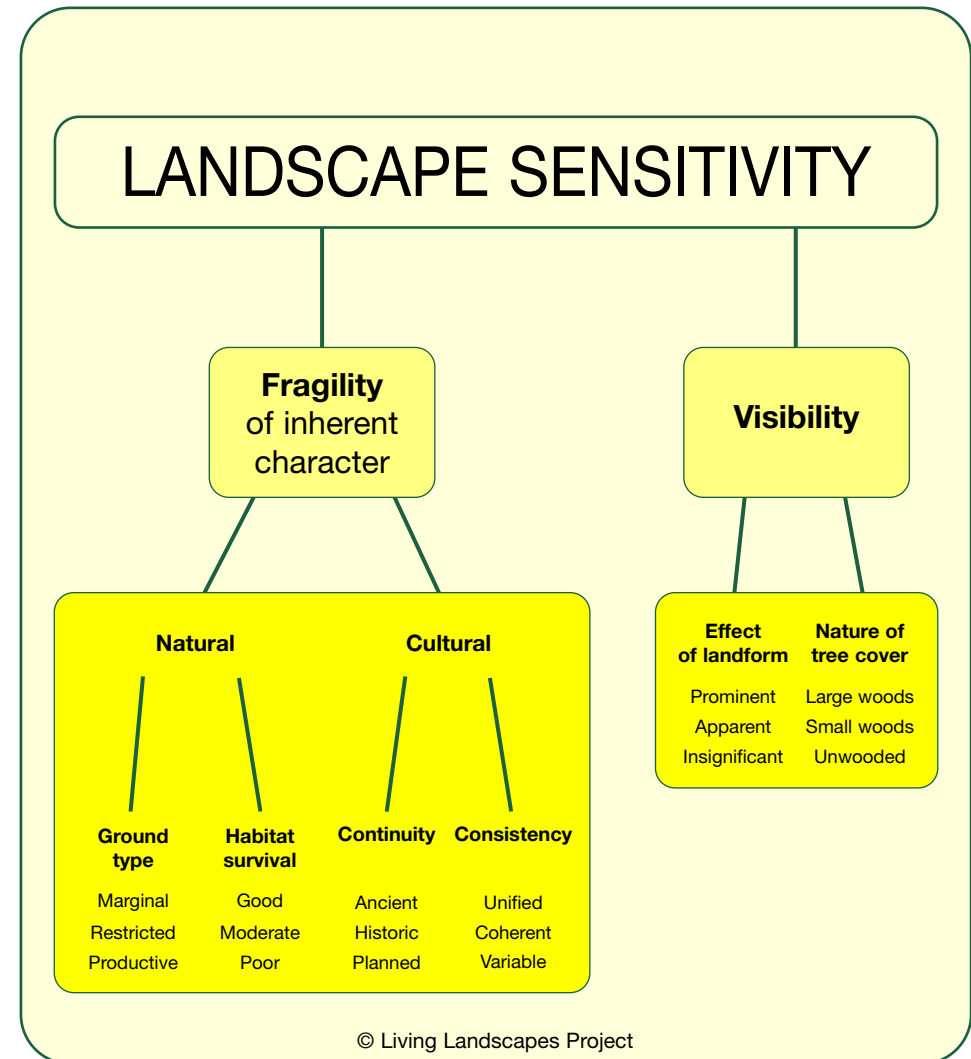 LANDSCAPE SENSITIVITY
Fragility
of inherent
character
Visibility
Natural
Cultural
Ground
type
Marginal
Restricted
Productive
Habitat
survival
Good
Moderate
Poor
Continuity
Ancient
Historic
Planned
Consistency
Unified
Coherent
Variable
Effect
of landform
Prominent
Apparent
Insignificant
Nature of
tree cover
Large woods
Small woods
Unwooded
© Living Landscapes Project